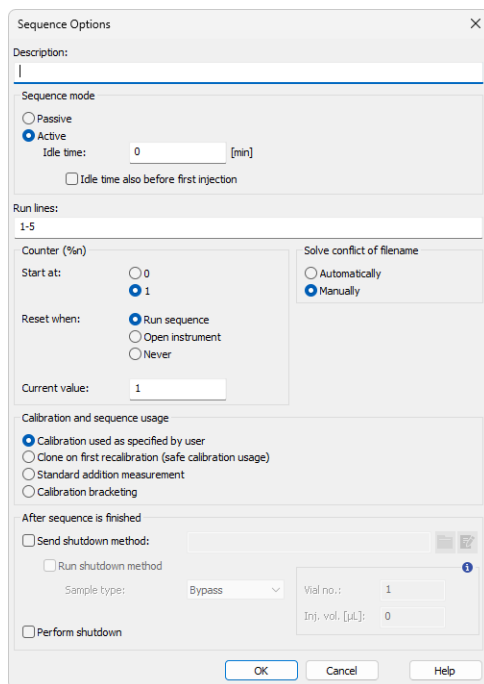 Sequence Options
Description:
Sequence mode
Passive
Active
Idle time: 0 [min]
Idle time also before first injection
Run lines:
1-5
Counter (%n)
Start at: 0
1
Reset when: Run sequence
Open instrument
Never
Current value: 1
Solve conflict of filename
Automatically
Manually
Calibration and sequence usage
Calibration used as specified by user
Clone on first recalibration (safe calibration usage)
Standard addition measurement
Calibration bracketing
After sequence is finished
Send shutdown method:
Run shutdown method
Sample type: Bypass
Vial no.: 1
Inj. vol. [µL]: 0
Perform shutdown
OK Cancel Help